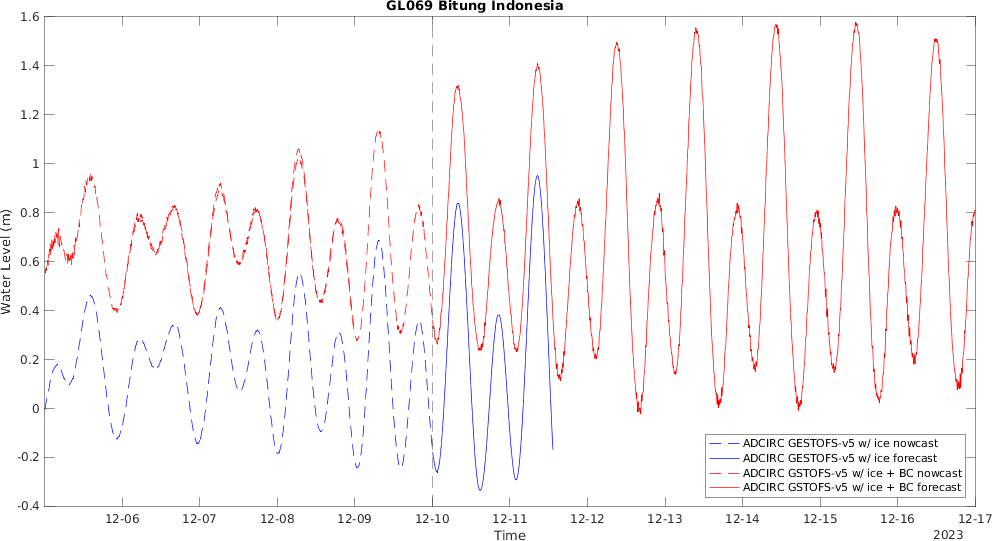 GL069 Bitung Indonesia
1.6
1.4
1.2
1
0.8
0.6
0.4
0.2
0
-0.2
-0.4
Water Level (m)
ADCIRC GESTOFS-v5 w/ ice nowcast
ADCIRC GESTOFS-v5 w/ ice forecast
ADCIRC GSTOFS-v5 w/ ice + BC nowcast
ADCIRC GSTOFS-v5 w/ ice + BC forecast
12-06 12-07 12-08 12-09 12-10 12-11 12-12 12-13 12-14 12-15 12-16 12-17
Time
2023